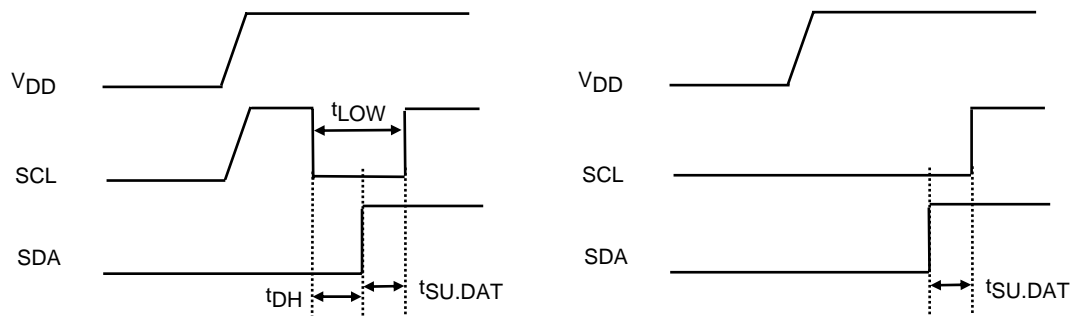 VDD
SCL
tLOW
SDA
tDH
tSU.DAT
VDD
SCL
SDA
tSU.DAT